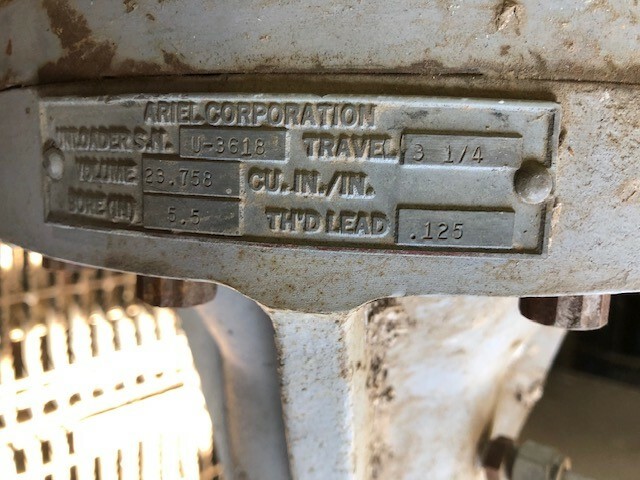 ARIEL CORPORATION
UNLOADER S.N. U-3618 TRAVEL 3 1/4
VOLUME 23.758 CU.IN./IN.
BORE (IN) 5.5 TH'D LEAD .125